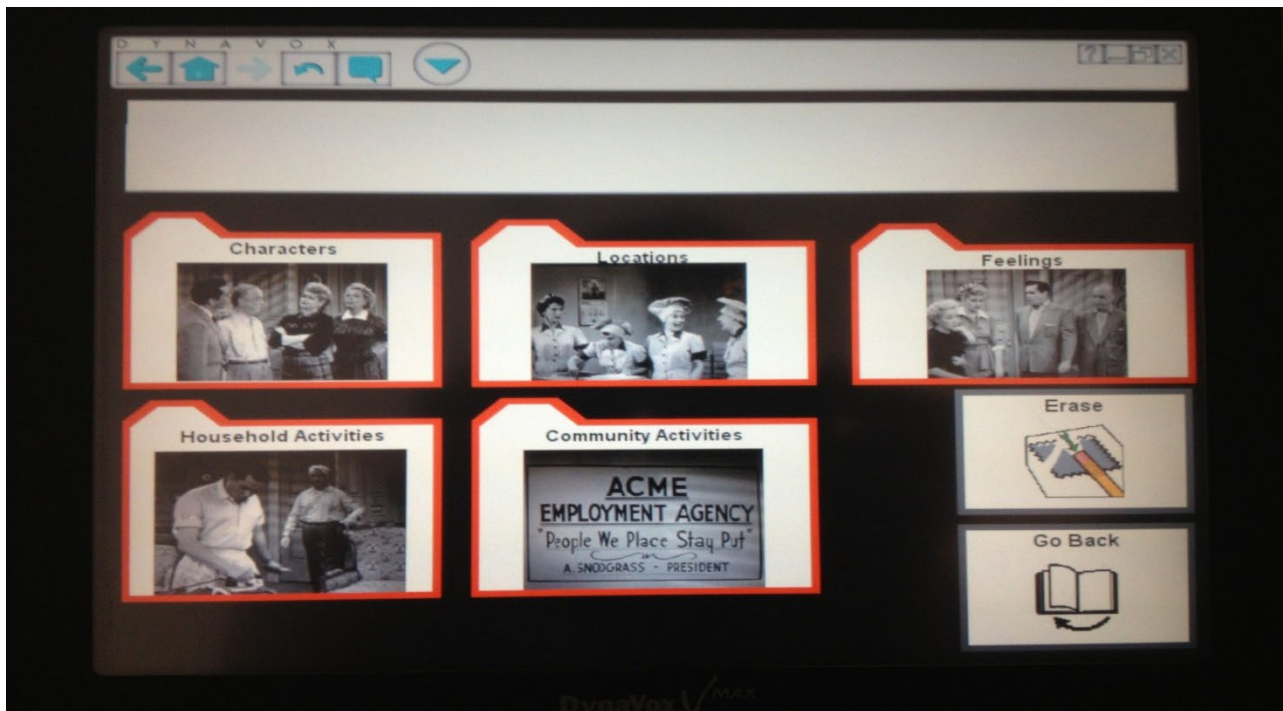 DYNAVOX
?
Characters
Locations
Feelings
Household Activities
Community Activities
ACME
EMPLOYMENT AGENCY
"People We Place Stay Put"
A. SNODGRASS - PRESIDENT
Erase
Go Back
DynaVox V MAX